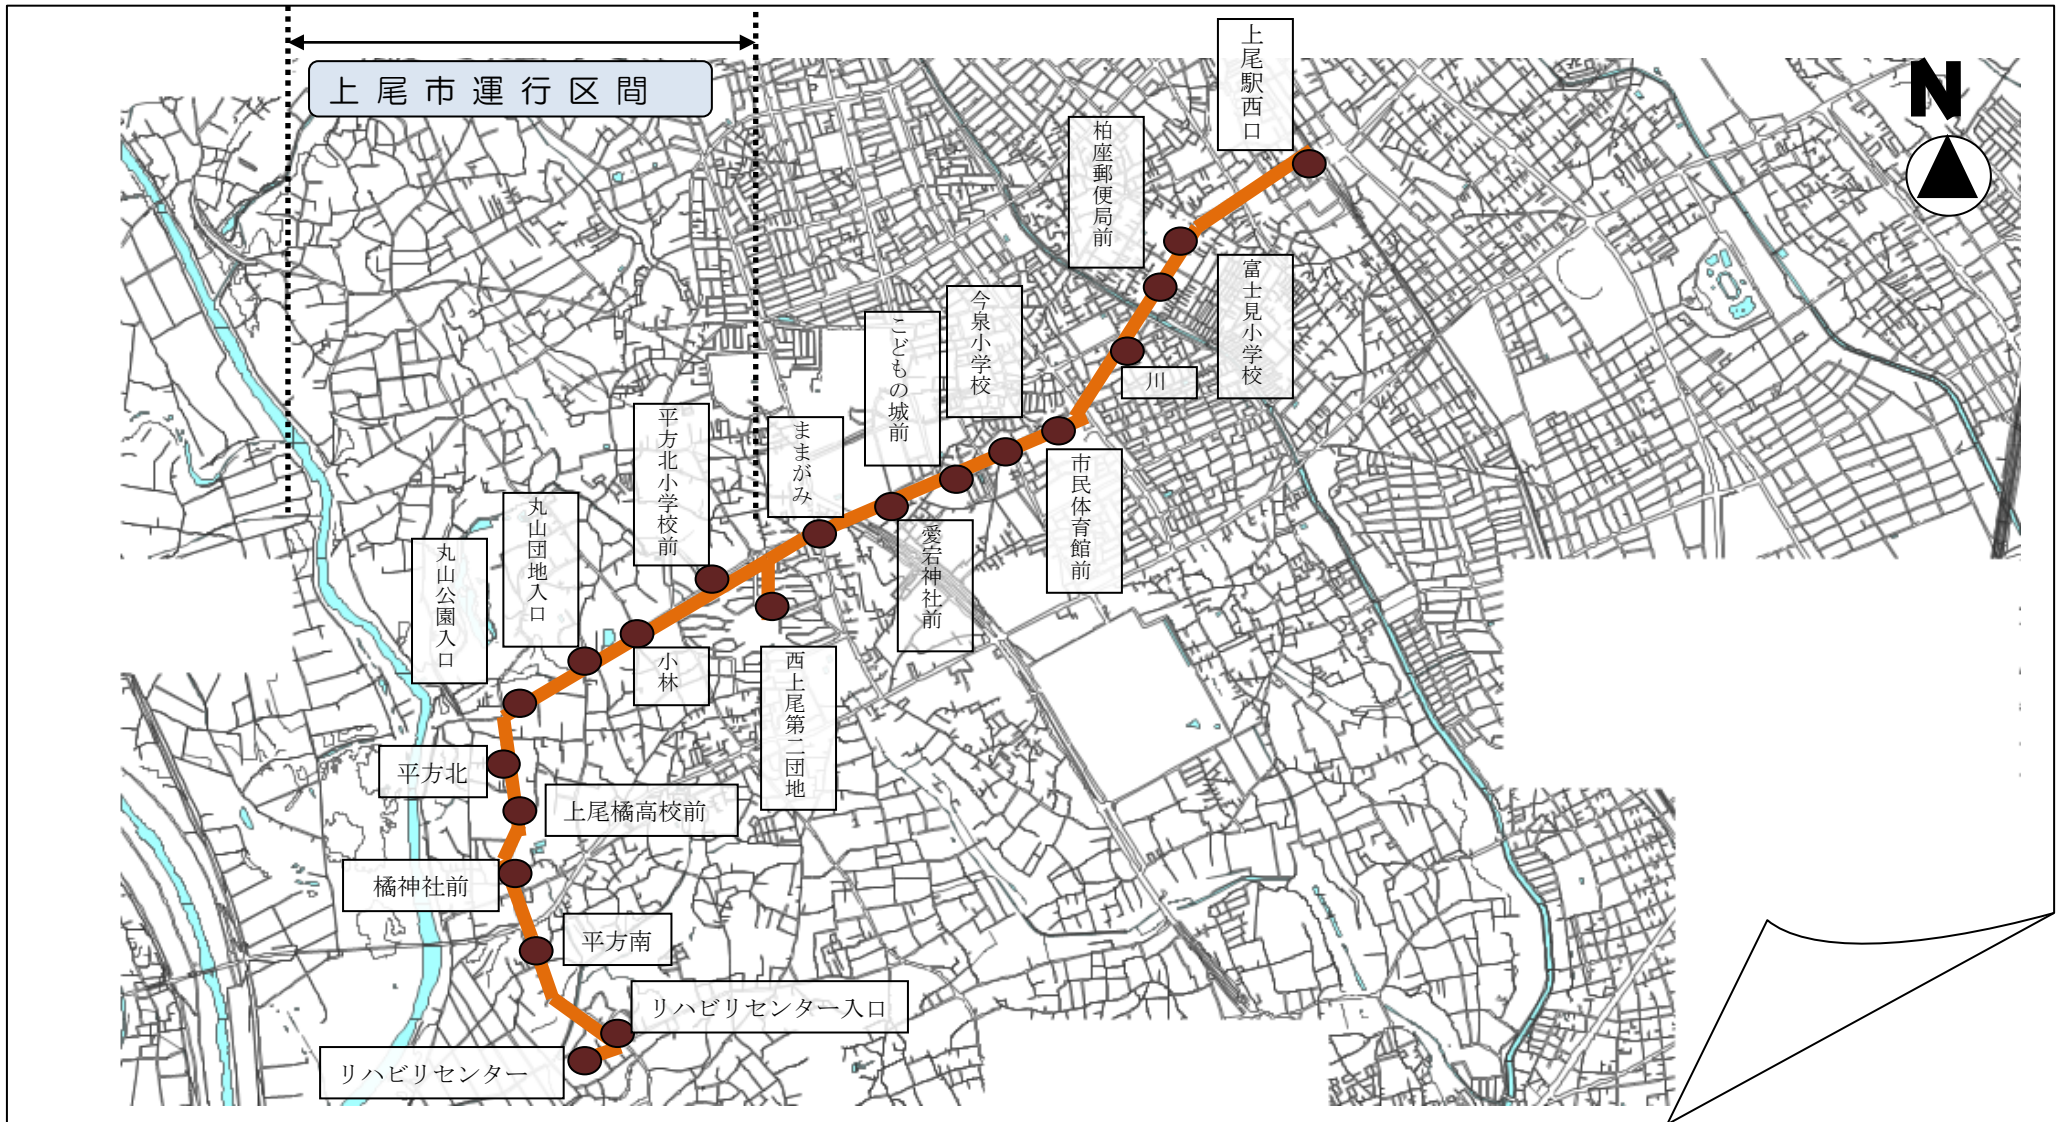 上尾市運行区間
N
上尾駅西口
柏座郵便局前
富士見小学校
川
今泉小学校
こどもの城前
市民体育館前
ままがみ
愛宕神社前
平方北小学校前
西上尾第二団地
丸山団地入口
小林
丸山公園入口
平方北
上尾橘高校前
橘神社前
平方南
リハビリセンター入口
リハビリセンター